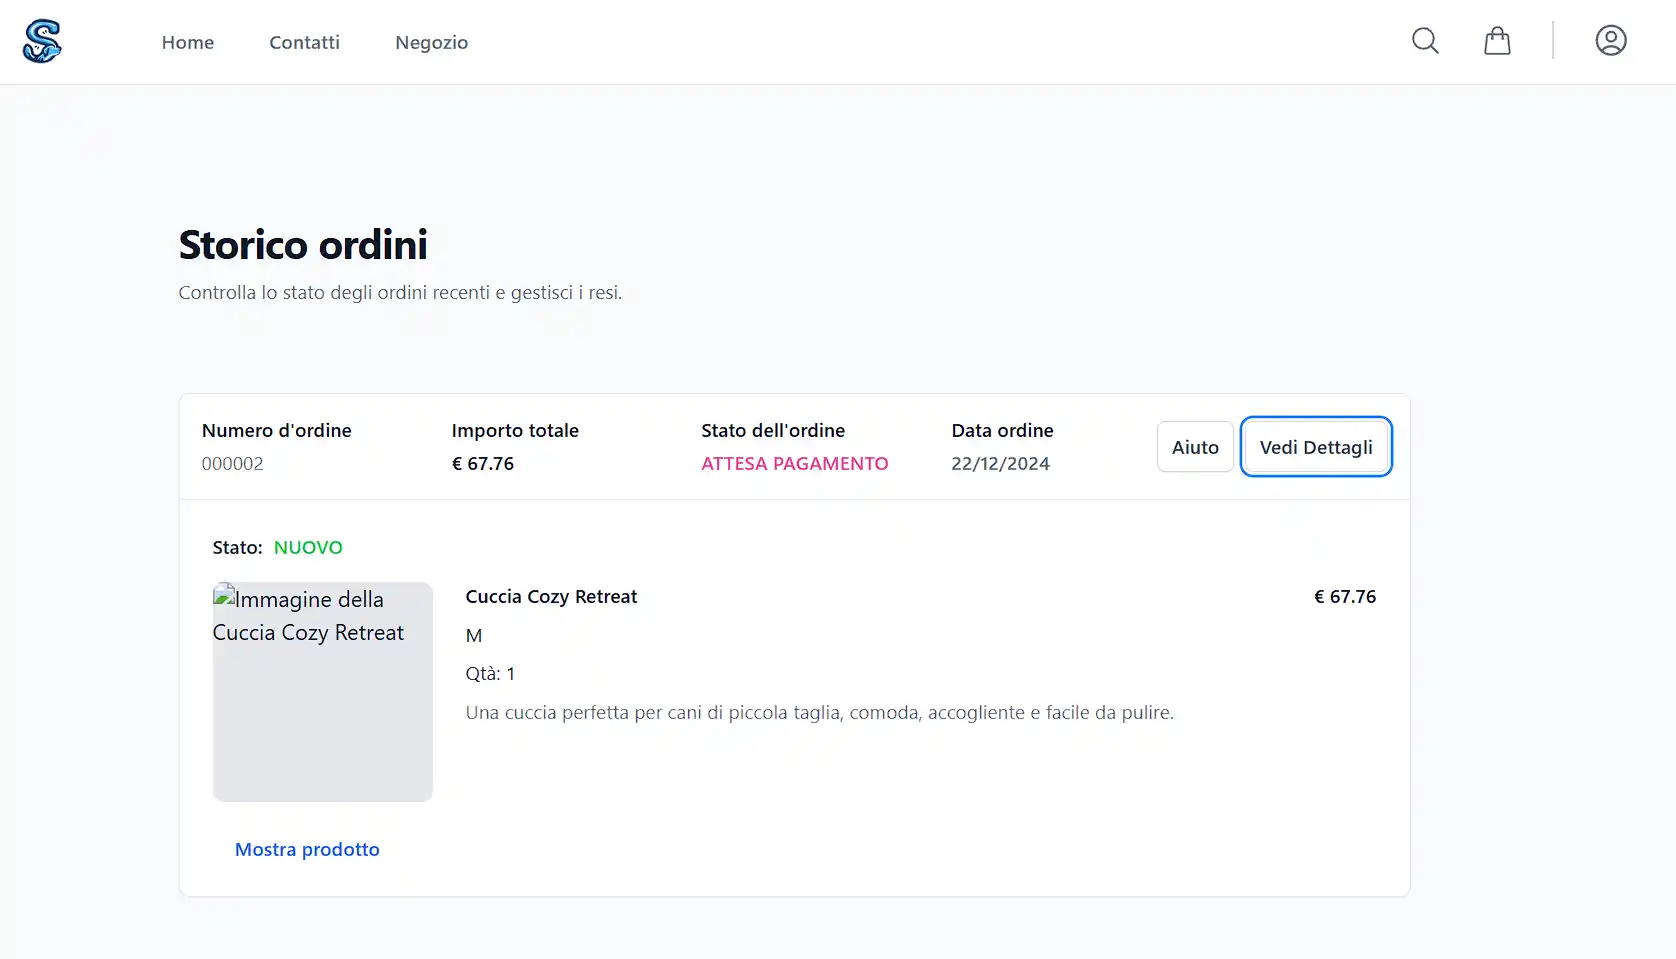 Home
Contatti
Negozio
Storico ordini
Controlla lo stato degli ordini recenti e gestisci i resi.
Numero d'ordine
000002
Importo totale
€ 67.76
Stato dell'ordine
ATTESA PAGAMENTO
Data ordine
22/12/2024
Aiuto
Vedi Dettagli
Stato: NUOVO
Immagine della
Cuccia Cozy Retreat
Cuccia Cozy Retreat
€ 67.76
M
Qtà: 1
Una cuccia perfetta per cani di piccola taglia, comoda, accogliente e facile da pulire.
Mostra prodotto